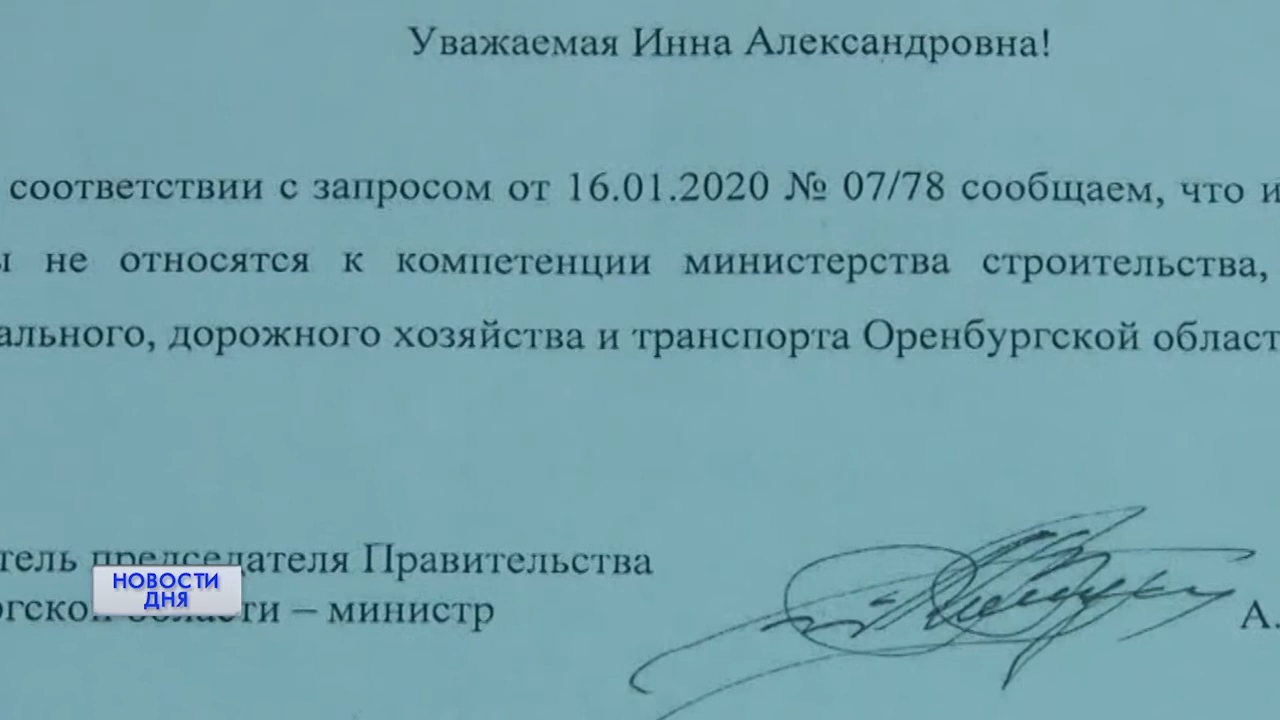 Уважаемая Инна Александровна!
соответствии с запросом от 16.01.2020 № 07/78 сообщаем, что и
ы не относятся к компетенции министерства строительства,
ального, дорожного хозяйства и транспорта Оренбургской област
тель председателя Правительства
ргской области – министр
А.
НОВОСТИ
ДНЯ